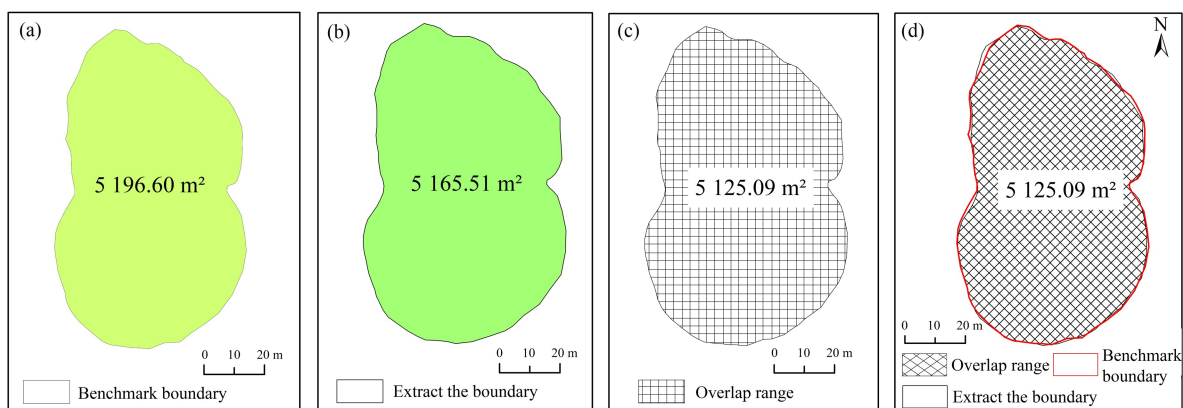 (a)
5 196.60 m²
0 10 20 m
Benchmark boundary
(b)
5 165.51 m²
0 10 20 m
Extract the boundary
(c)
5 125.09 m²
0 10 20 m
Overlap range
(d)
N
5 125.09 m²
0 10 20 m
Overlap range
Benchmark
boundary
Extract the boundary